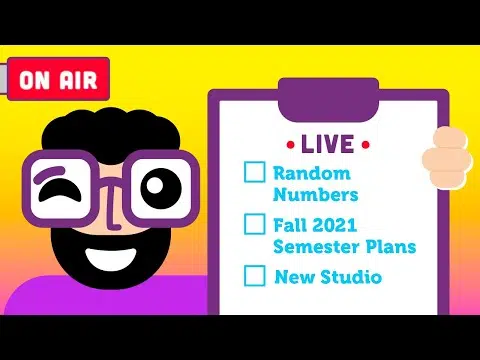 ON AIR
• LIVE •
Random
Numbers
Fall 2021
Semester Plans
New Studio